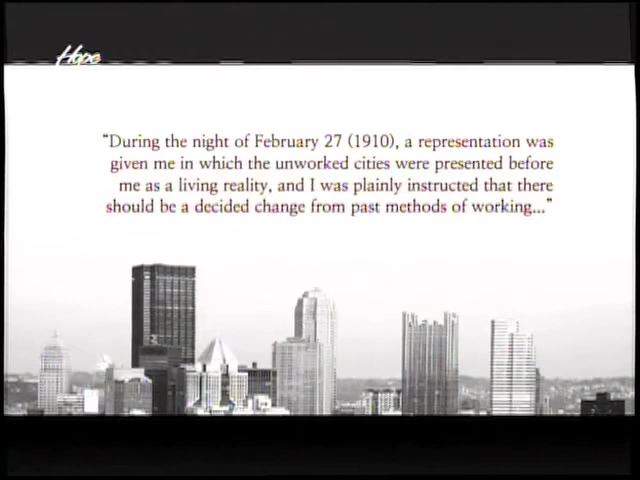 Hope
“During the night of February 27 (1910), a representation was
given me in which the unworked cities were presented before
me as a living reality, and I was plainly instructed that there
should be a decided change from past methods of working...”